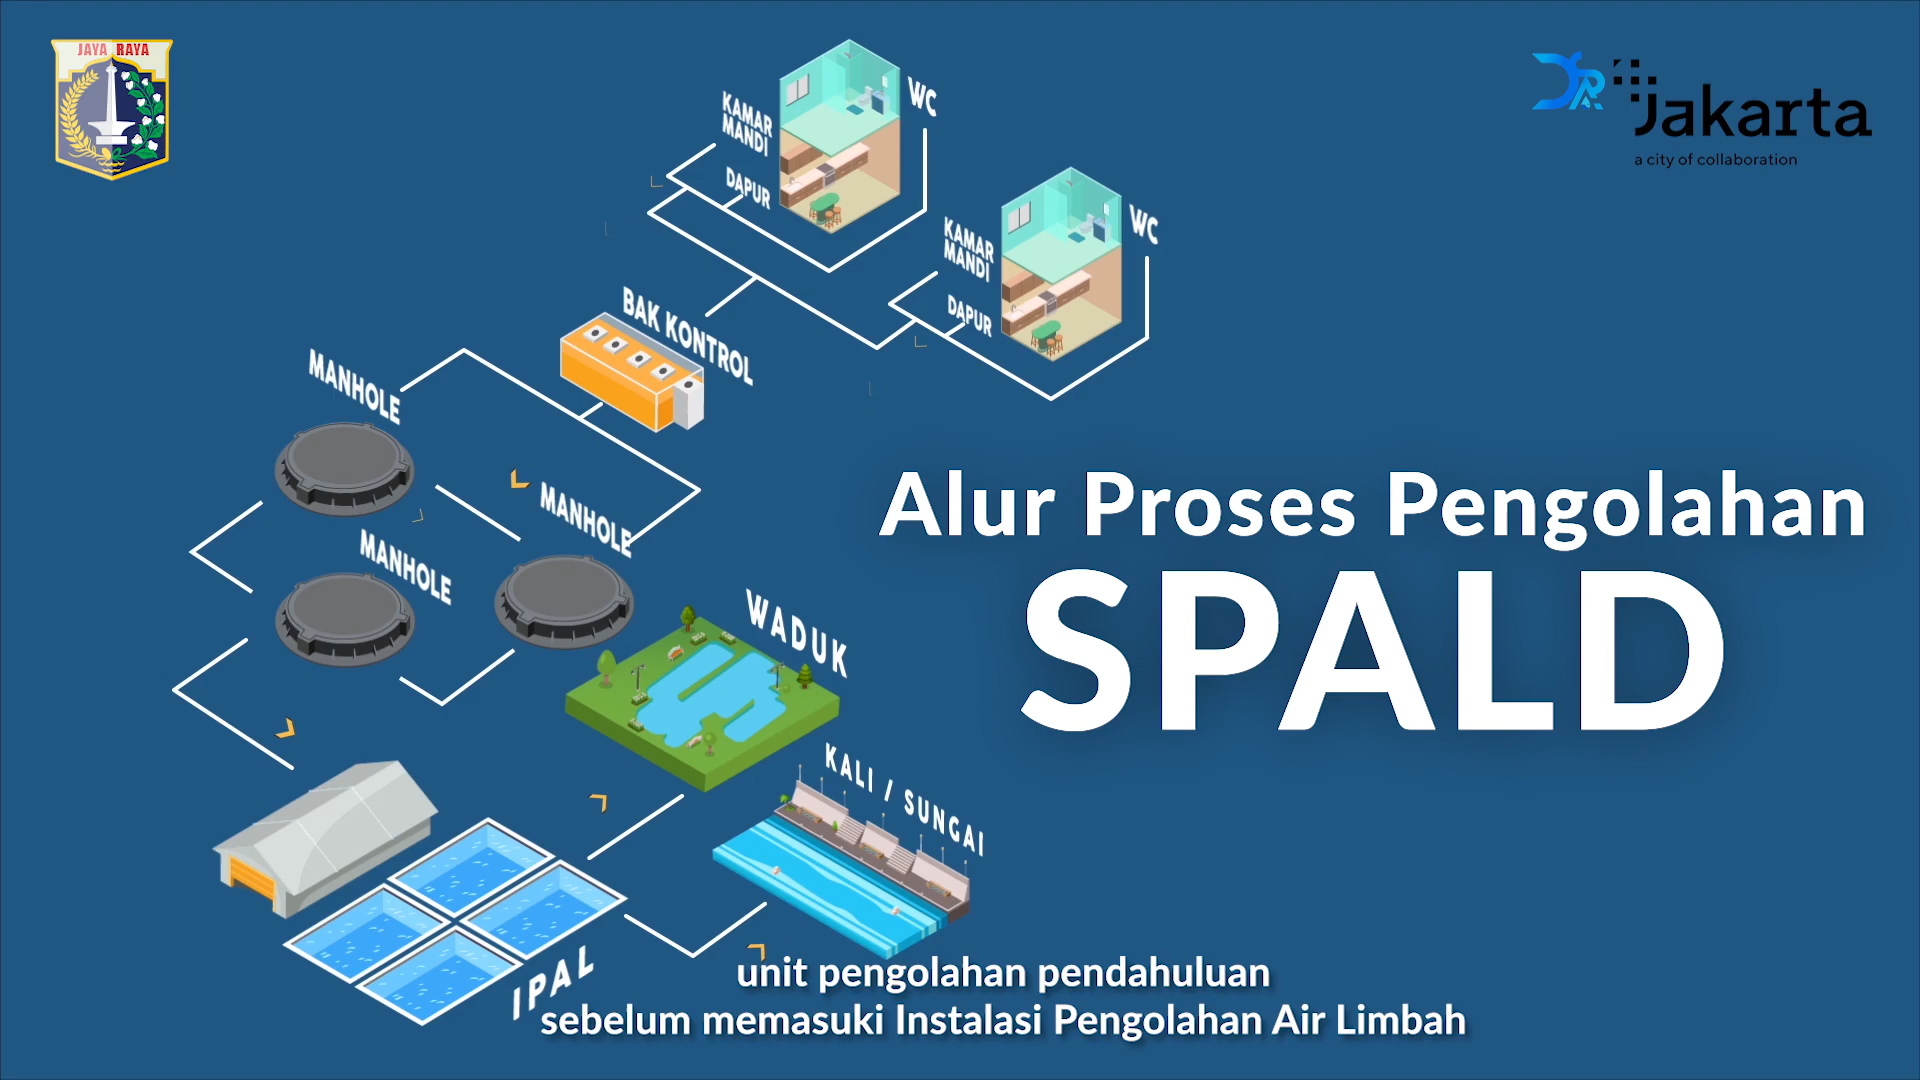 JAYA RAYA
DSRA
Jakarta
a city of collaboration
KAMAR
MANDI
WC
DAPUR
KAMAR
MANDI
WC
DAPUR
BAK KONTROL
MANHOLE
MANHOLE
MANHOLE
WADUK
KALI / SUNGAI
IPAL
Alur Proses Pengolahan
SPALD
unit pengolahan pendahuluan
sebelum memasuki Instalasi Pengolahan Air Limbah